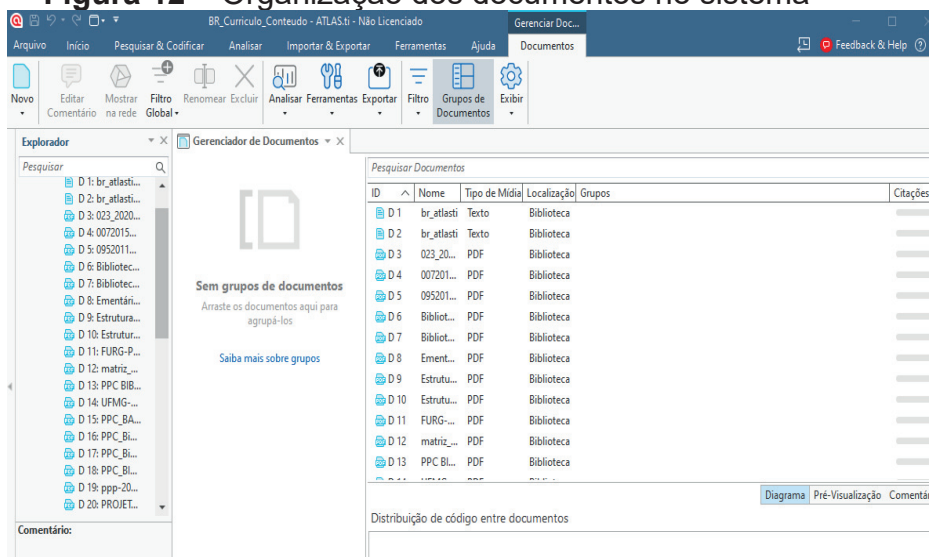 Figura 12 – Organização dos documentos no sistema
BR_Curriculo_Conteudo - ATLAS.ti - Não Licenciado
Gerenciar Doc...
Arquivo Início Pesquisar & Codificar Analisar Importar & Exportar Ferramentas Ajuda Documentos Feedback & Help
Novo Editar Comentário Mostrar na rede Filtro Global Renomear Excluir Analisar Ferramentas Exportar Filtro Grupos de Documentos Exibir
Explorador
Gerenciador de Documentos
Pesquisar
D 1: br_atlasti...
D 2: br_atlasti...
D 3: 023_2020...
D 4: 0072015...
D 5: 0952011...
D 6: Bibliotec...
D 7: Bibliotec...
D 8: Ementári...
D 9: Estrutura...
D 10: Estrutur...
D 11: FURG-P...
D 12: matriz_...
D 13: PPC BIB...
D 14: UFMG-...
D 15: PPC_BA...
D 16: PPC_Bi...
D 17: PPC_Bi...
D 18: PPC_BI...
D 19: ppp-20...
D 20: PROJET...
Comentário:
Sem grupos de documentos
Arraste os documentos aqui para
agrupá-los
Saiba mais sobre grupos
Pesquisar Documentos
ID Nome Tipo de Mídia Localização Grupos Citações
D 1 br_atlasti Texto Biblioteca
D 2 br_atlasti Texto Biblioteca
D 3 023_20... PDF Biblioteca
D 4 007201... PDF Biblioteca
D 5 095201... PDF Biblioteca
D 6 Bibliot... PDF Biblioteca
D 7 Bibliot... PDF Biblioteca
D 8 Ement... PDF Biblioteca
D 9 Estrutu... PDF Biblioteca
D 10 Estrutu... PDF Biblioteca
D 11 FURG-... PDF Biblioteca
D 12 matriz_... PDF Biblioteca
D 13 PPC BI... PDF Biblioteca
Diagrama Pré-Visualização Comentár
Distribuição de código entre documentos